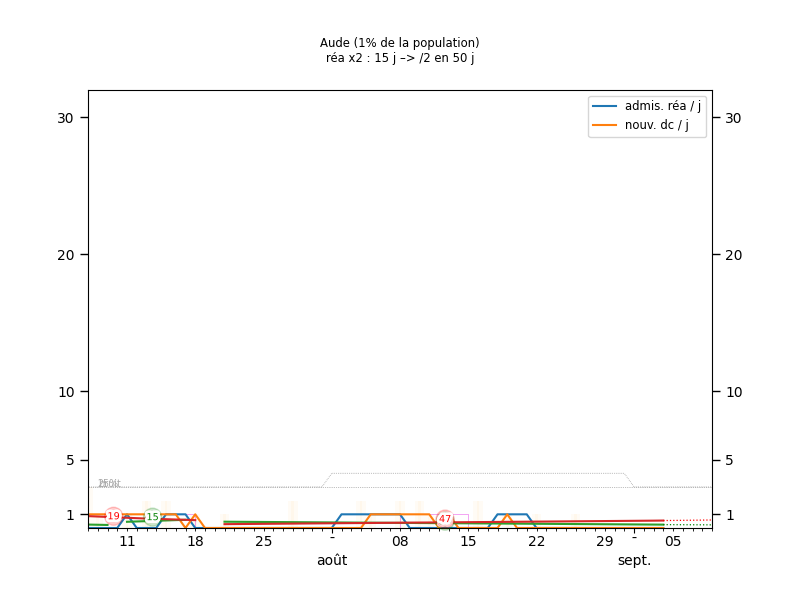 Aude (1% de la population)
réa x2 : 15 j –> /2 en 50 j
admis. réa / j
nouv. dc / j
30 30
20 20
10 10
5 5
1 1
19 15 47
11 18 25 - 08 15 22 29 - 05
août sept.